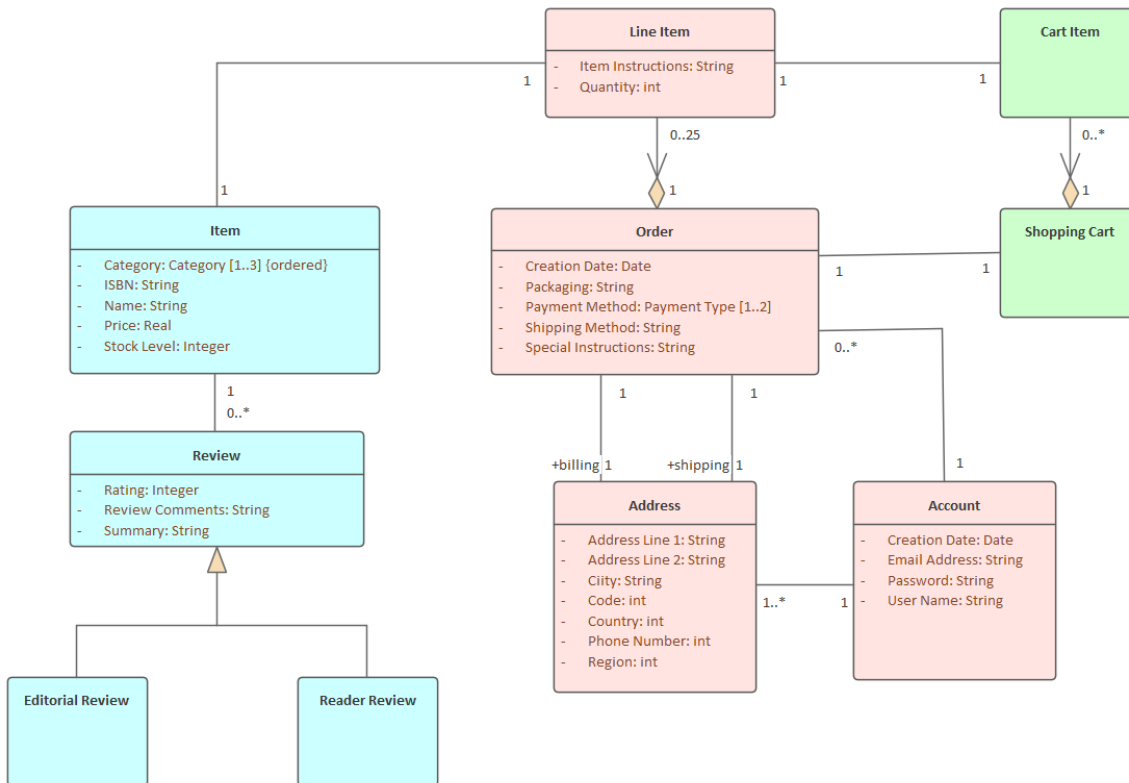 Line Item
- Item Instructions: String
- Quantity: int
Cart Item
1
1
1
1
0..25
0..*
1
1
1
Item
- Category: Category [1..3] {ordered}
- ISBN: String
- Name: String
- Price: Real
- Stock Level: Integer
Order
- Creation Date: Date
- Packaging: String
- Payment Method: Payment Type [1..2]
- Shipping Method: String
- Special Instructions: String
Shopping Cart
1
1
0..*
1
0..*
1
1
Review
- Rating: Integer
- Review Comments: String
- Summary: String
+billing 1
+shipping 1
1
Address
- Address Line 1: String
- Address Line 2: String
- Ciity: String
- Code: int
- Country: int
- Phone Number: int
- Region: int
Account
- Creation Date: Date
- Email Address: String
- Password: String
- User Name: String
1..*
1
Editorial Review
Reader Review